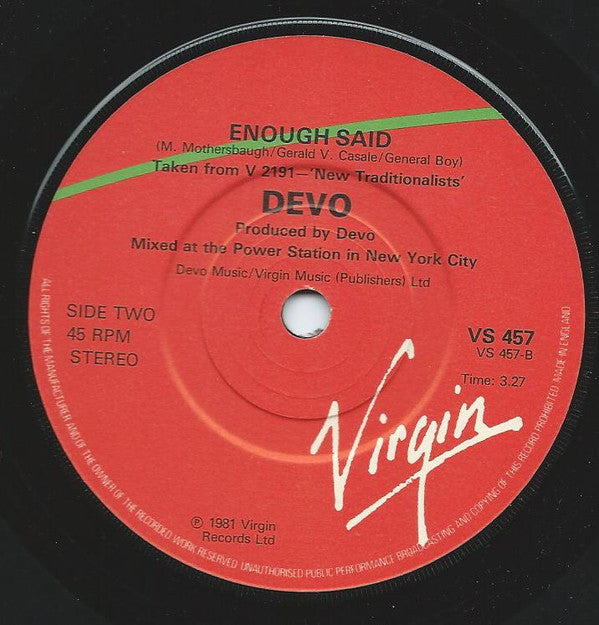 ENOUGH SAID
(M. Mothersbaugh/Gerald V. Casale/General Boy)
Taken from V 2191—'New Traditionalists'
DEVO
Produced by Devo
Mixed at the Power Station in New York City
Devo Music/Virgin Music (Publishers) Ltd
SIDE TWO
45 RPM
STEREO
VS 457
VS 457-B
Time: 3.27
Virgin
℗ 1981 Virgin
Records Ltd
ALL RIGHTS OF THE MANUFACTURER AND OF THE OWNER OF THE RECORDED WORK RESERVED UNAUTHORISED PUBLIC PERFORMANCE BROADCASTING AND COPYING OF THIS RECORD PROHIBITED MADE IN ENGLAND